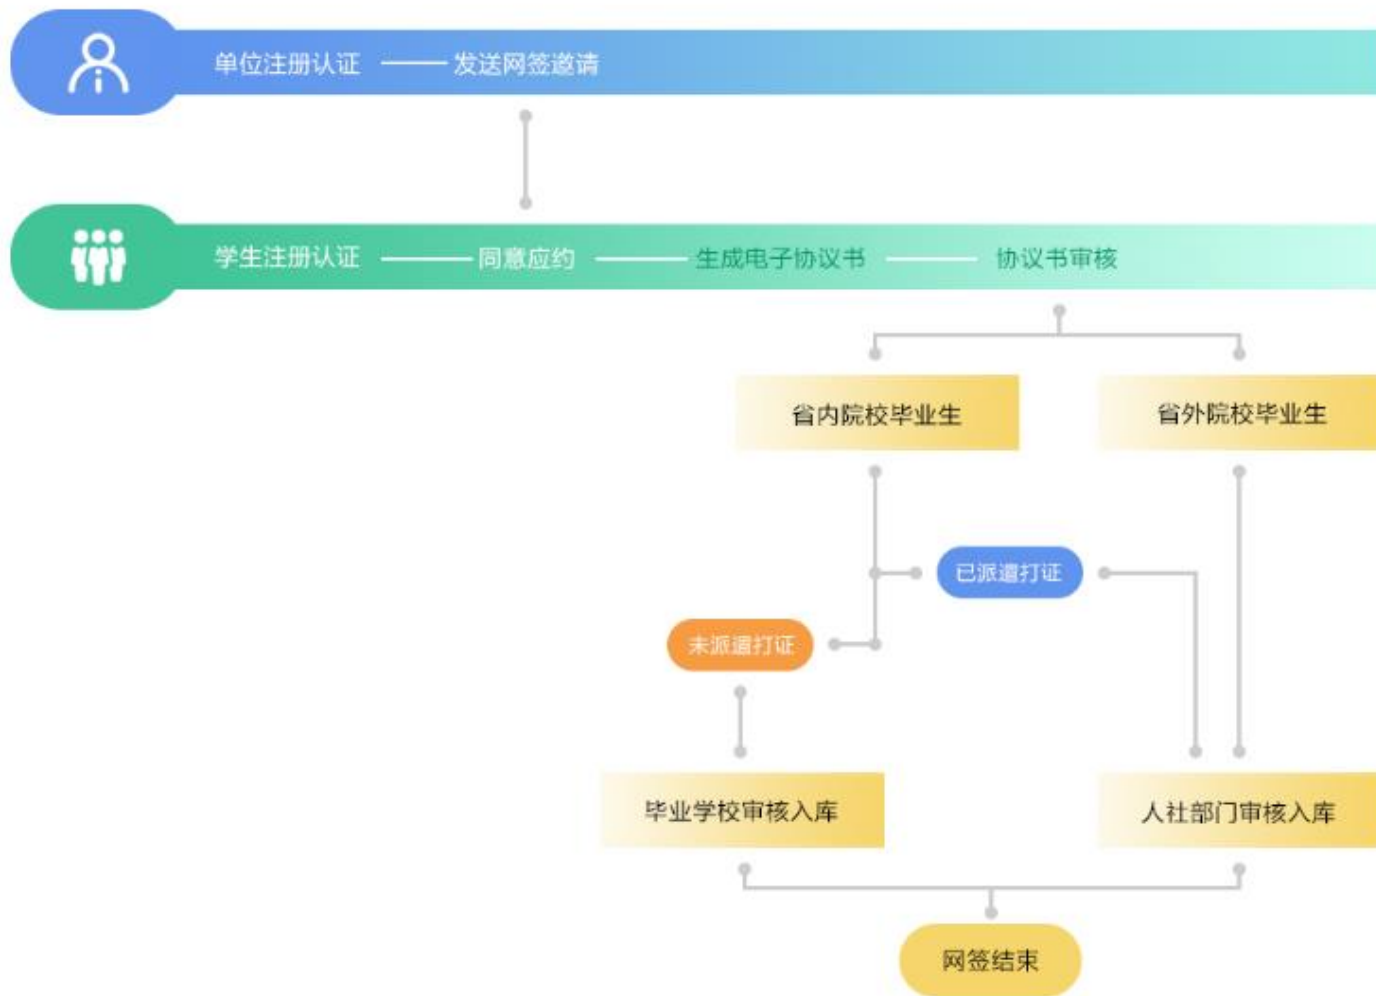 单位注册认证 发送网签邀请
学生注册认证 同意应约 生成电子协议书 协议书审核
省内院校毕业生 省外院校毕业生
已派遣打证
未派遣打证
毕业学校审核入库 人社部门审核入库
网签结束